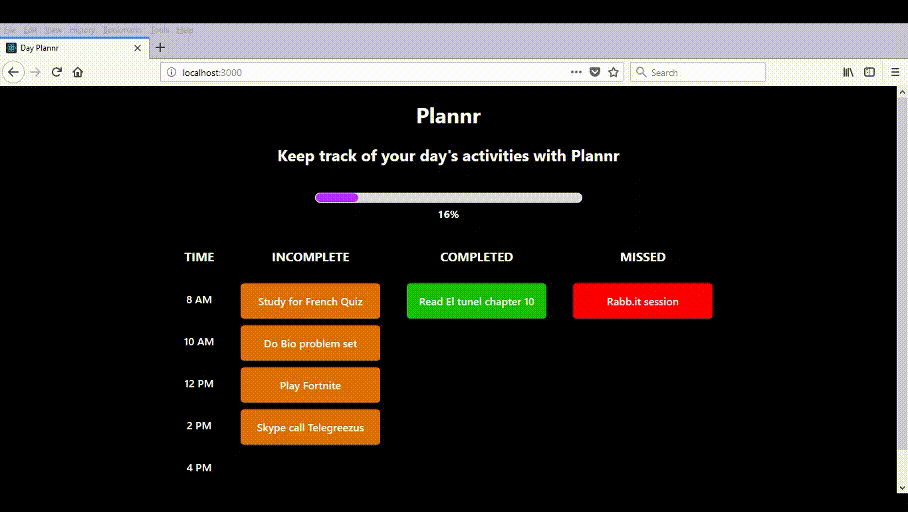 File Edit View History Bookmarks Tools Help
Day Plannr
localhost:3000
Search
Plannr
Keep track of your day's activities with Plannr
16%
TIME INCOMPLETE COMPLETED MISSED
8 AM Study for French Quiz Read El tunel chapter 10 Rabb.it session
10 AM Do Bio problem set
12 PM Play Fortnite
2 PM Skype call Telegreezus
4 PM